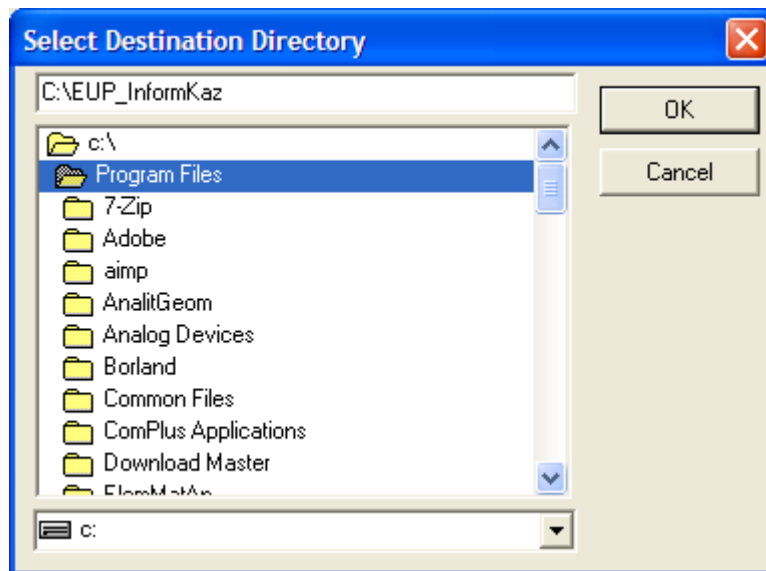 Select Destination Directory
C:\EUP_InformKaz
OK
c:\
Program Files
Cancel
7-Zip
Adobe
aimp
AnalitGeom
Analog Devices
Borland
Common Files
ComPlus Applications
Download Master
ElemMatAn
c: